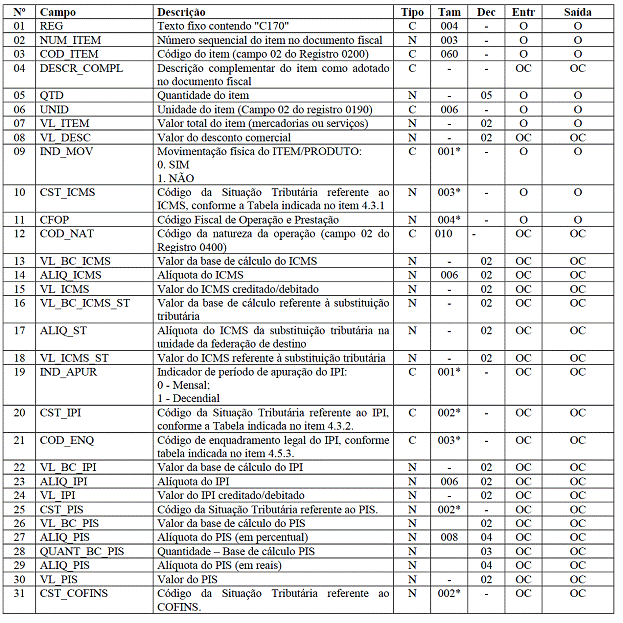 Nº Campo Descrição Tipo Tam Dec Entr Saída
01 REG Texto fixo contendo "C170" C 004 - O O
02 NUM_ITEM Número sequencial do item no documento fiscal N 003 - O O
03 COD_ITEM Código do item (campo 02 do Registro 0200) C 060 - O O
04 DESCR_COMPL Descrição complementar do item como adotado C - - OC OC
no documento fiscal
05 QTD Quantidade do item N - 05 O O
06 UNID Unidade do item (Campo 02 do registro 0190) C 006 - O O
07 VL_ITEM Valor total do item (mercadorias ou serviços) N - 02 O O
08 VL_DESC Valor do desconto comercial N - 02 OC OC
09 IND_MOV Movimentação física do ITEM/PRODUTO: C 001* - O O
0. SIM
1. NÃO
10 CST_ICMS Código da Situação Tributária referente ao N 003* - O O
ICMS, conforme a Tabela indicada no item 4.3.1
11 CFOP Código Fiscal de Operação e Prestação N 004* - O O
12 COD_NAT Código da natureza da operação (campo 02 do C 010 - OC OC
Registro 0400)
13 VL_BC_ICMS Valor da base de cálculo do ICMS N - 02 OC OC
14 ALIQ_ICMS Alíquota do ICMS N 006 02 OC OC
15 VL_ICMS Valor do ICMS creditado/debitado N - 02 OC OC
16 VL_BC_ICMS_ST Valor da base de cálculo referente à substituição N - 02 OC OC
tributária
17 ALIQ_ST Alíquota do ICMS da substituição tributária na N - 02 OC OC
unidade da federação de destino
18 VL_ICMS_ST Valor do ICMS referente à substituição tributária N - 02 OC OC
19 IND_APUR Indicador de período de apuração do IPI: C 001* - OC OC
0 - Mensal;
1 - Decendial
20 CST_IPI Código da Situação Tributária referente ao IPI, C 002* - OC OC
conforme a Tabela indicada no item 4.3.2.
21 COD_ENQ Código de enquadramento legal do IPI, conforme C 003* - OC OC
tabela indicada no item 4.5.3.
22 VL_BC_IPI Valor da base de cálculo do IPI N - 02 OC OC
23 ALIQ_IPI Alíquota do IPI N 006 02 OC OC
24 VL_IPI Valor do IPI creditado/debitado N - 02 OC OC
25 CST_PIS Código da Situação Tributária referente ao PIS. N 002* - OC OC
26 VL_BC_PIS Valor da base de cálculo do PIS N 02 OC OC
27 ALIQ_PIS Alíquota do PIS (em percentual) N 008 04 OC OC
28 QUANT_BC_PIS Quantidade – Base de cálculo PIS N 03 OC OC
29 ALIQ_PIS Alíquota do PIS (em reais) N 04 OC OC
30 VL_PIS Valor do PIS N - 02 OC OC
31 CST_COFINS Código da Situação Tributária referente ao N 002* - OC OC
COFINS.